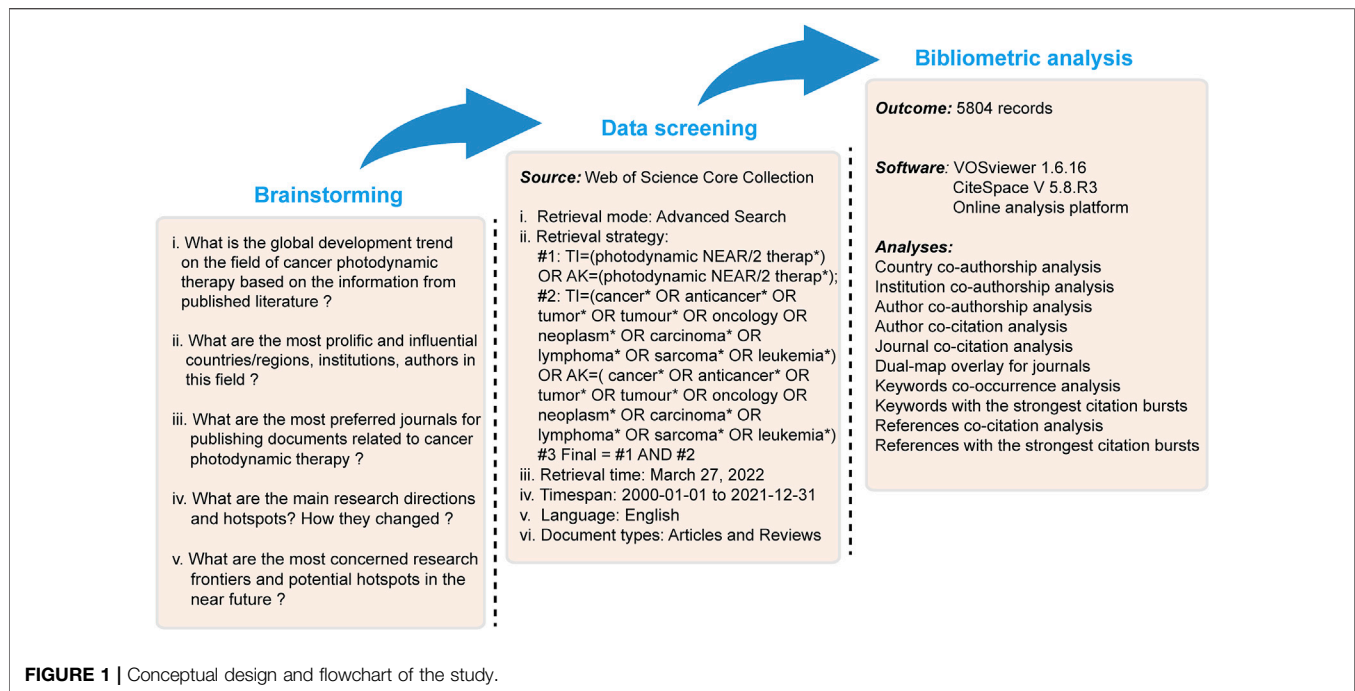 Brainstorming
i. What is the global development trend
on the field of cancer photodynamic
therapy based on the information from
published literature ?
ii. What are the most prolific and influential
countries/regions, institutions, authors in
this field ?
iii. What are the most preferred journals for
publishing documents related to cancer
photodynamic therapy ?
iv. What are the main research directions
and hotspots? How they changed ?
v. What are the most concerned research
frontiers and potential hotspots in the
near future ?
Data screening
Source: Web of Science Core Collection
i. Retrieval mode: Advanced Search
ii. Retrieval strategy:
#1: TI=(photodynamic NEAR/2 therap*)
OR AK=(photodynamic NEAR/2 therap*);
#2: TI=(cancer* OR anticancer* OR
tumor* OR tumour* OR oncology OR
neoplasm* OR carcinoma* OR
lymphoma* OR sarcoma* OR leukemia*)
OR AK=( cancer* OR anticancer* OR
tumor* OR tumour* OR oncology OR
neoplasm* OR carcinoma* OR
lymphoma* OR sarcoma* OR leukemia*)
#3 Final = #1 AND #2
iii. Retrieval time: March 27, 2022
iv. Timespan: 2000-01-01 to 2021-12-31
v. Language: English
vi. Document types: Articles and Reviews
Bibliometric analysis
Outcome: 5804 records
Software: VOSviewer 1.6.16
CiteSpace V 5.8.R3
Online analysis platform
Analyses:
Country co-authorship analysis
Institution co-authorship analysis
Author co-authorship analysis
Author co-citation analysis
Journal co-citation analysis
Dual-map overlay for journals
Keywords co-occurrence analysis
Keywords with the strongest citation bursts
References co-citation analysis
References with the strongest citation bursts
FIGURE 1 | Conceptual design and flowchart of the study.